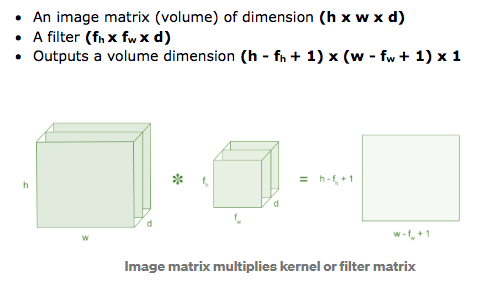 • An image matrix (volume) of dimension (h x w x d)
• A filter (fₕ x f𝓌 x d)
• Outputs a volume dimension (h - fₕ + 1) x (w - f𝓌 + 1) x 1
h * fₕ = h - fₕ + 1
d d
w f𝓌 w - f𝓌 + 1
Image matrix multiplies kernel or filter matrix